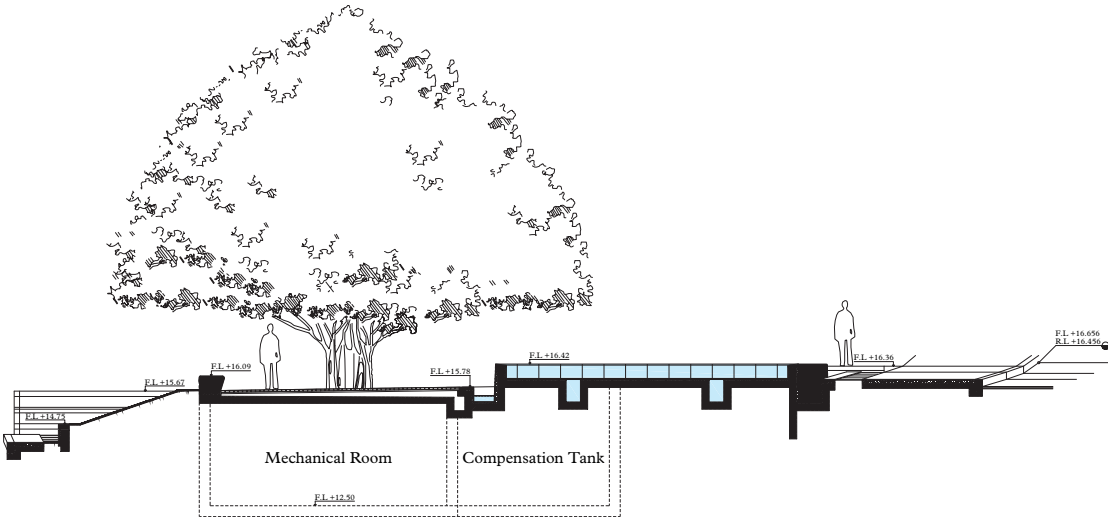 F.L +16.656
R.L +16.456
F.L +16.42
F.L +16.36
F.L +16.09
F.L +15.78
F.L +15.67
F.L +14.75
Mechanical Room
Compensation Tank
F.L +12.50